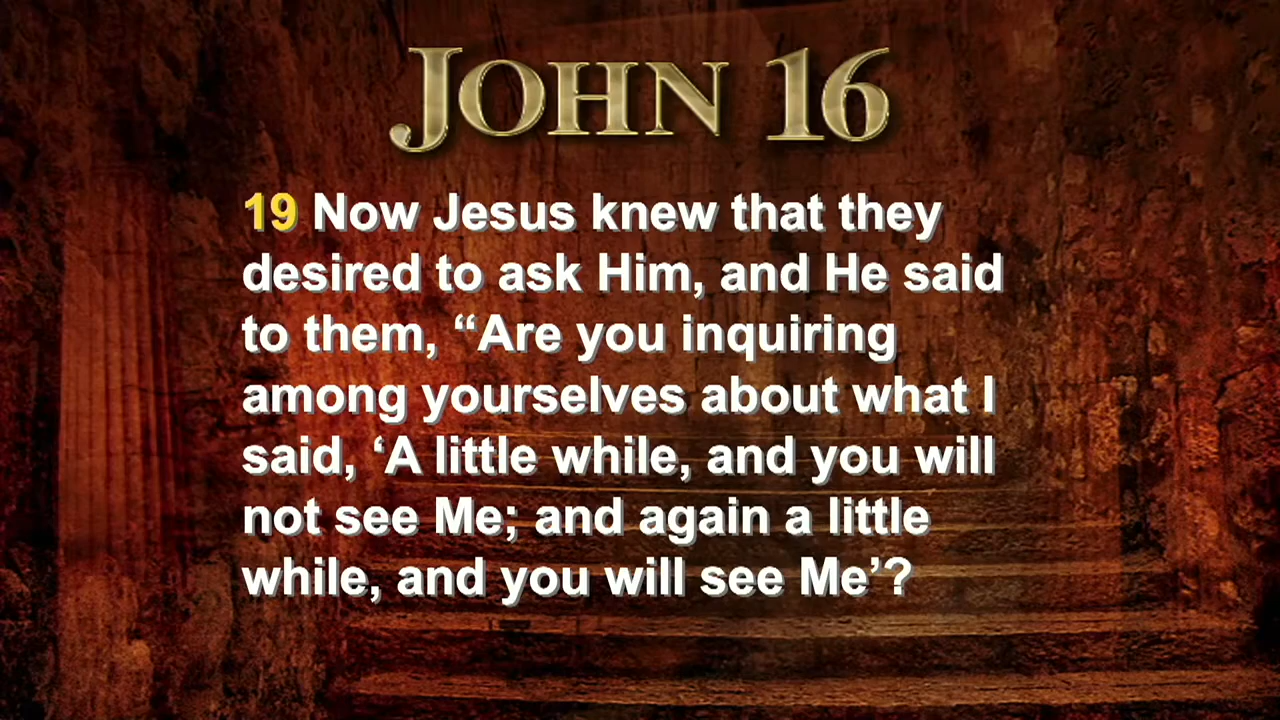 JOHN 16
19 Now Jesus knew that they
desired to ask Him, and He said
to them, “Are you inquiring
among yourselves about what I
said, ‘A little while, and you will
not see Me; and again a little
while, and you will see Me’?